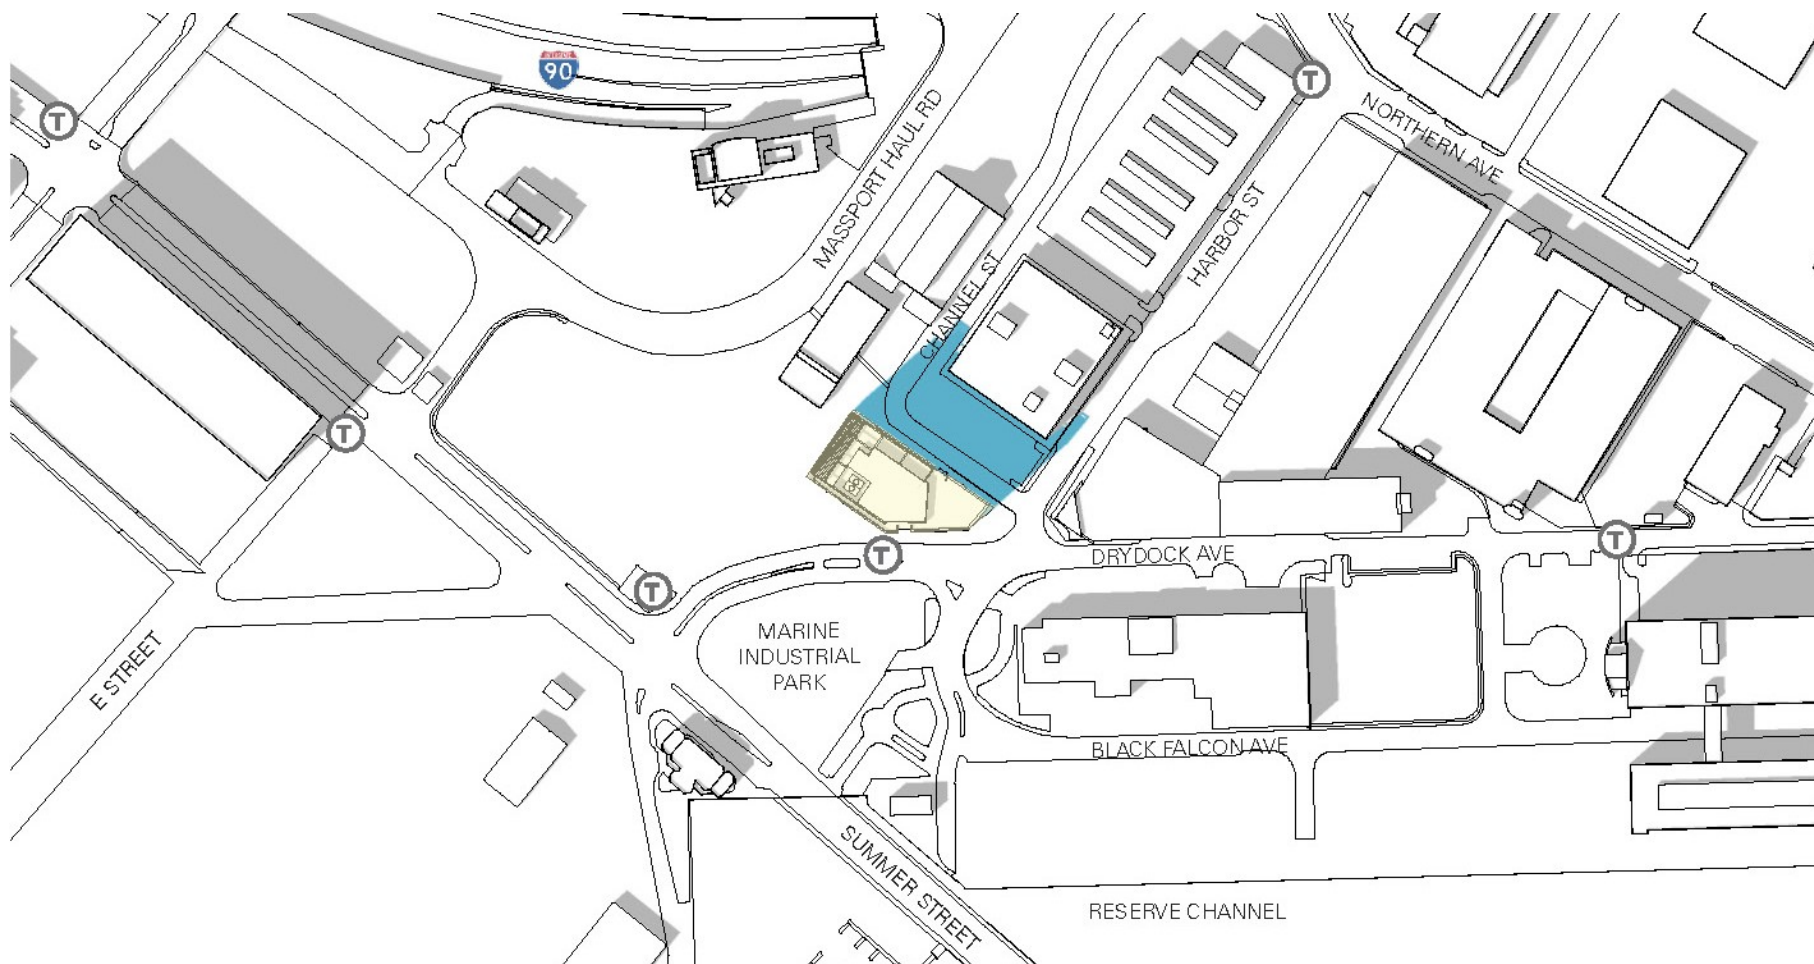 INTERSTATE
90
T
T
NORTHERN AVE
MASSPORT HAUL RD
HARBOR ST
CHANNEL ST
T
T
T
T
DRYDOCK AVE
MARINE
INDUSTRIAL
PARK
E STREET
BLACK FALCON AVE
SUMMER STREET
RESERVE CHANNEL